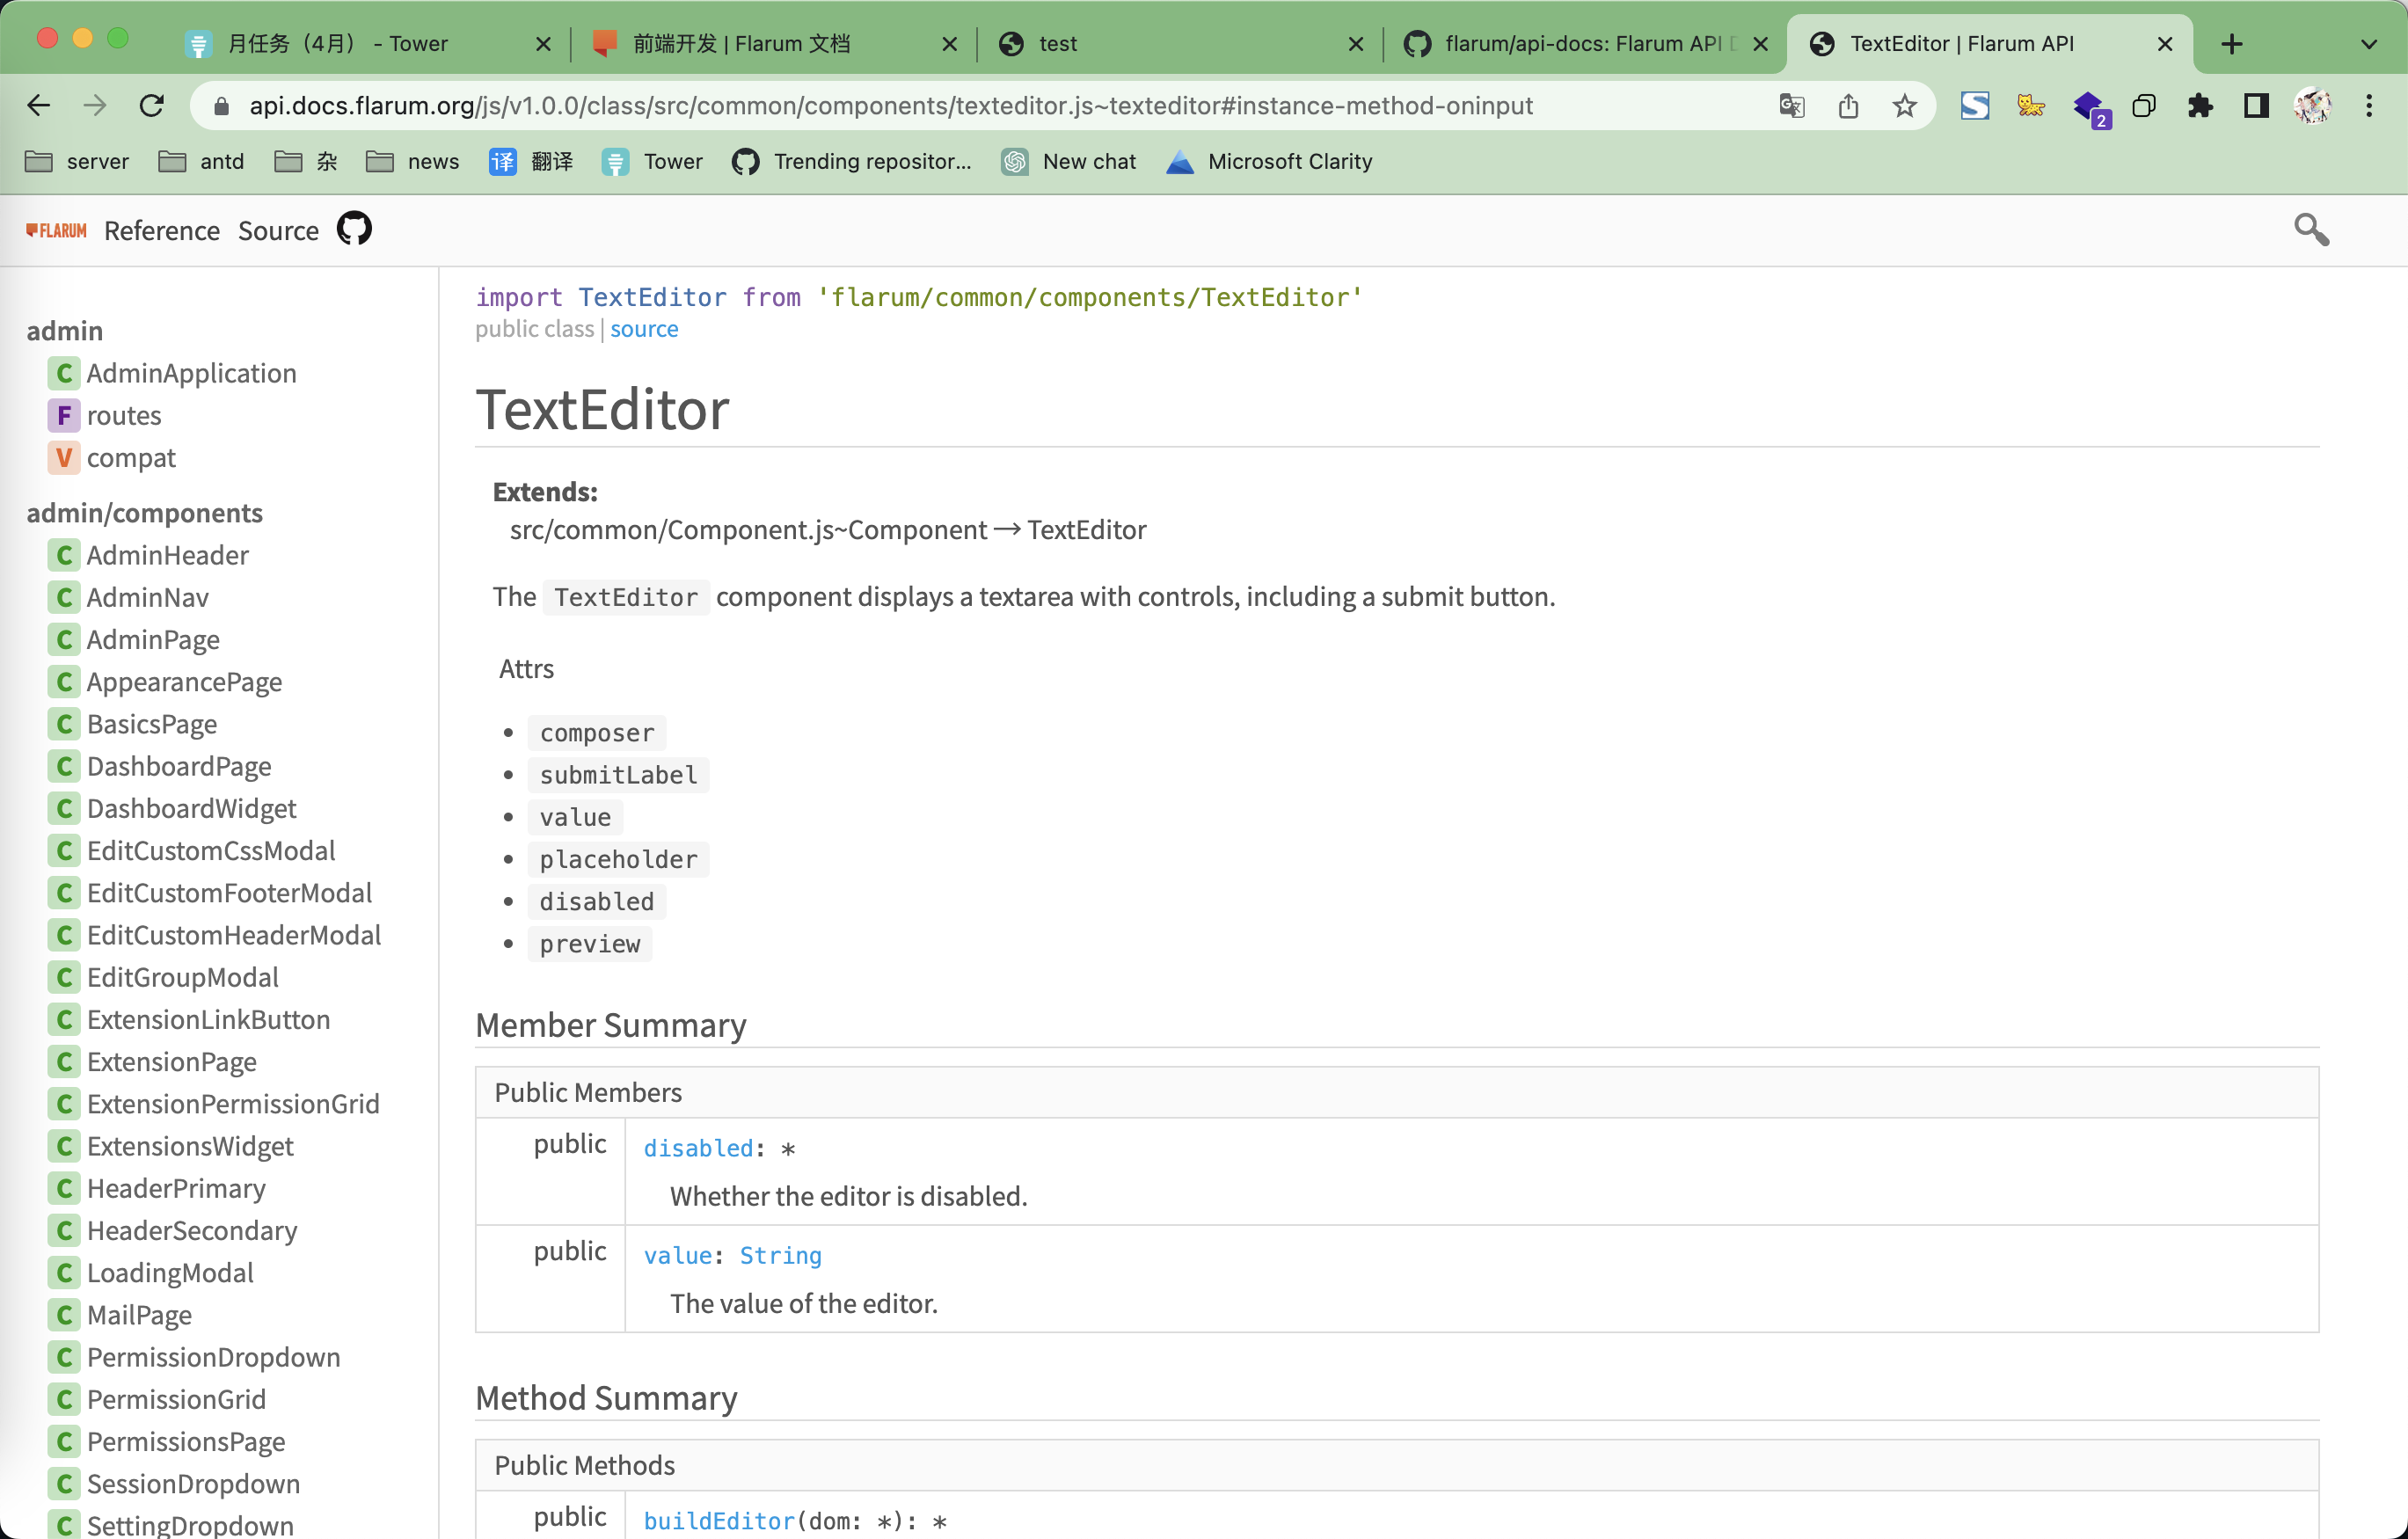 月任务（4月） - Tower
前端开发 | Flarum 文档
test
flarum/api-docs: Flarum API
TextEditor | Flarum API
api.docs.flarum.org/js/v1.0.0/class/src/common/components/texteditor.js~texteditor#instance-method-oninput
2
server
antd
杂
news
译 翻译
Tower
Trending repositor...
New chat
Microsoft Clarity
FLARUM Reference Source
admin
C AdminApplication
F routes
V compat
admin/components
C AdminHeader
C AdminNav
C AdminPage
C AppearancePage
C BasicsPage
C DashboardPage
C DashboardWidget
C EditCustomCssModal
C EditCustomFooterModal
C EditCustomHeaderModal
C EditGroupModal
C ExtensionLinkButton
C ExtensionPage
C ExtensionPermissionGrid
C ExtensionsWidget
C HeaderPrimary
C HeaderSecondary
C LoadingModal
C MailPage
C PermissionDropdown
C PermissionGrid
C PermissionsPage
C SessionDropdown
C SettingDropdown
import TextEditor from 'flarum/common/components/TextEditor'
public class | source
TextEditor
Extends:
src/common/Component.js~Component → TextEditor
The TextEditor component displays a textarea with controls, including a submit button.
Attrs
• composer
• submitLabel
• value
• placeholder
• disabled
• preview
Member Summary
Public Members
public disabled: *
Whether the editor is disabled.
public value: String
The value of the editor.
Method Summary
Public Methods
public buildEditor(dom: *): *